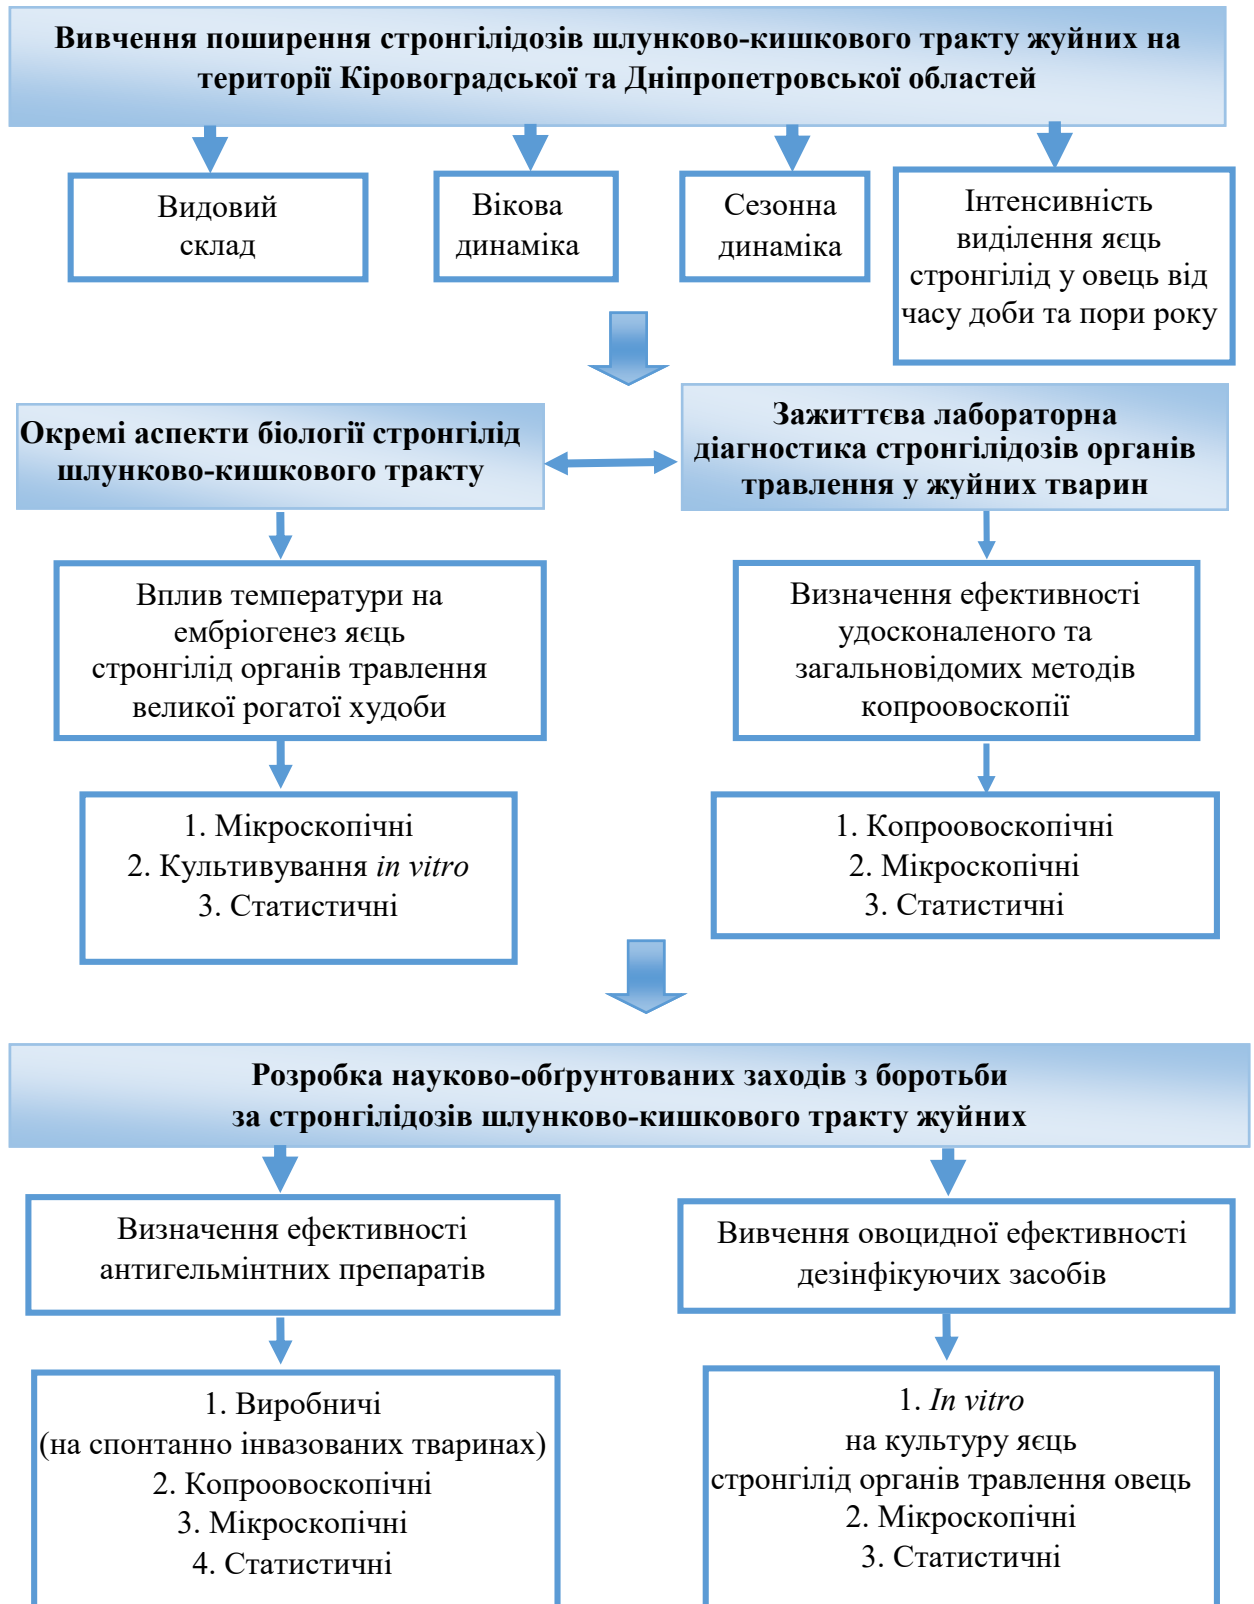 Вивчення поширення стронгілідозів шлунково-кишкового тракту жуйних на
території Кіровоградської та Дніпропетровської областей
Видовий
склад
Вікова
динаміка
Сезонна
динаміка
Інтенсивність
виділення яєць
стронгілід у овець від
часу доби та пори року
Окремі аспекти біології стронгілід
шлунково-кишкового тракту
Зажиттєва лабораторна
діагностика стронгілідозів органів
травлення у жуйних тварин
Вплив температури на
ембріогенез яєць
стронгілід органів травлення
великої рогатої худоби
Визначення ефективності
удосконаленого та
загальновідомих методів
копроовоскопії
1. Мікроскопічні
2. Культивування in vitro
3. Статистичні
1. Копроовоскопічні
2. Мікроскопічні
3. Статистичні
Розробка науково-обґрунтованих заходів з боротьби
за стронгілідозів шлунково-кишкового тракту жуйних
Визначення ефективності
антигельмінтних препаратів
Вивчення овоцидної ефективності
дезінфікуючих засобів
1. Виробничі
(на спонтанно інвазованих тваринах)
2. Копроовоскопічні
3. Мікроскопічні
4. Статистичні
1. In vitro
на культуру яєць
стронгілід органів травлення овець
2. Мікроскопічні
3. Статистичні